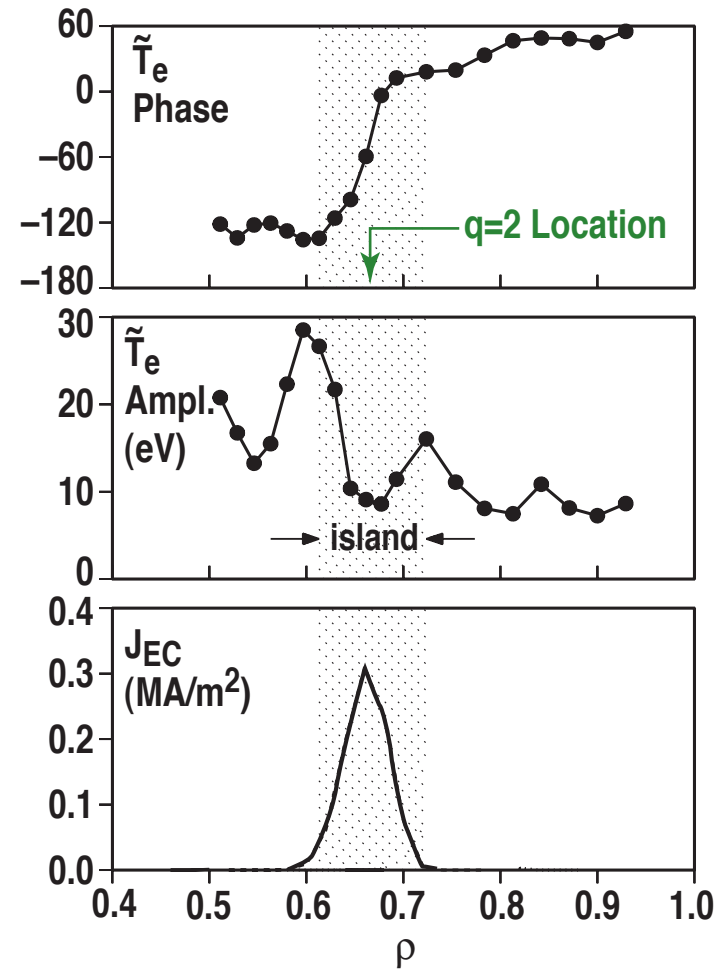 60
0
−60
−120
−180
T̃e
Phase
q=2 Location
30
20
10
0
T̃e
Ampl.
(eV)
island
0.4
0.3
0.2
0.1
0.0
JEC
(MA/m²)
0.4 0.5 0.6 0.7 0.8 0.9 1.0
ρ